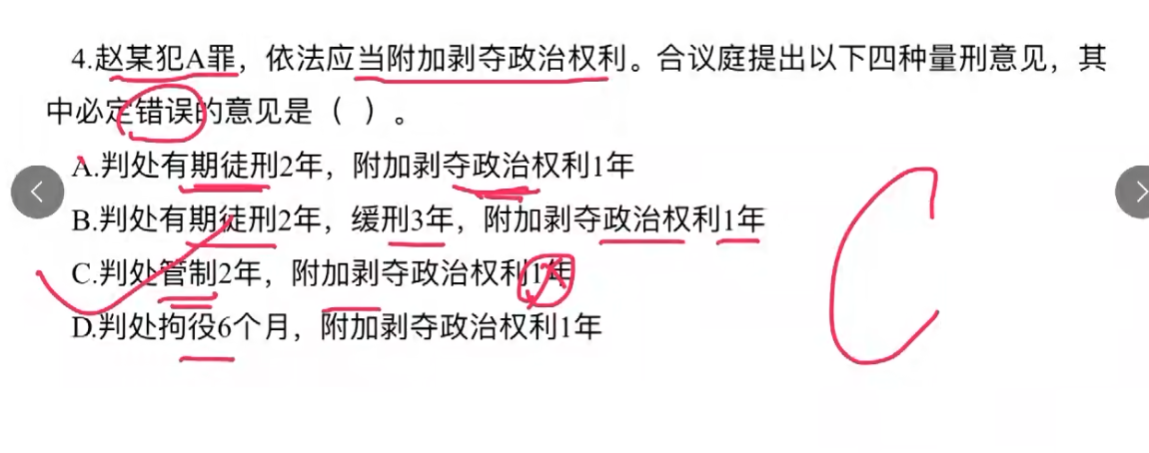 4.赵某犯A罪，依法应当附加剥夺政治权利。合议庭提出以下四种量刑意见，其
中必定错误的意见是（ ）。
A.判处有期徒刑2年，附加剥夺政治权利1年
B.判处有期徒刑2年，缓刑3年，附加剥夺政治权利1年
C.判处管制2年，附加剥夺政治权利1年
D.判处拘役6个月，附加剥夺政治权利1年
C